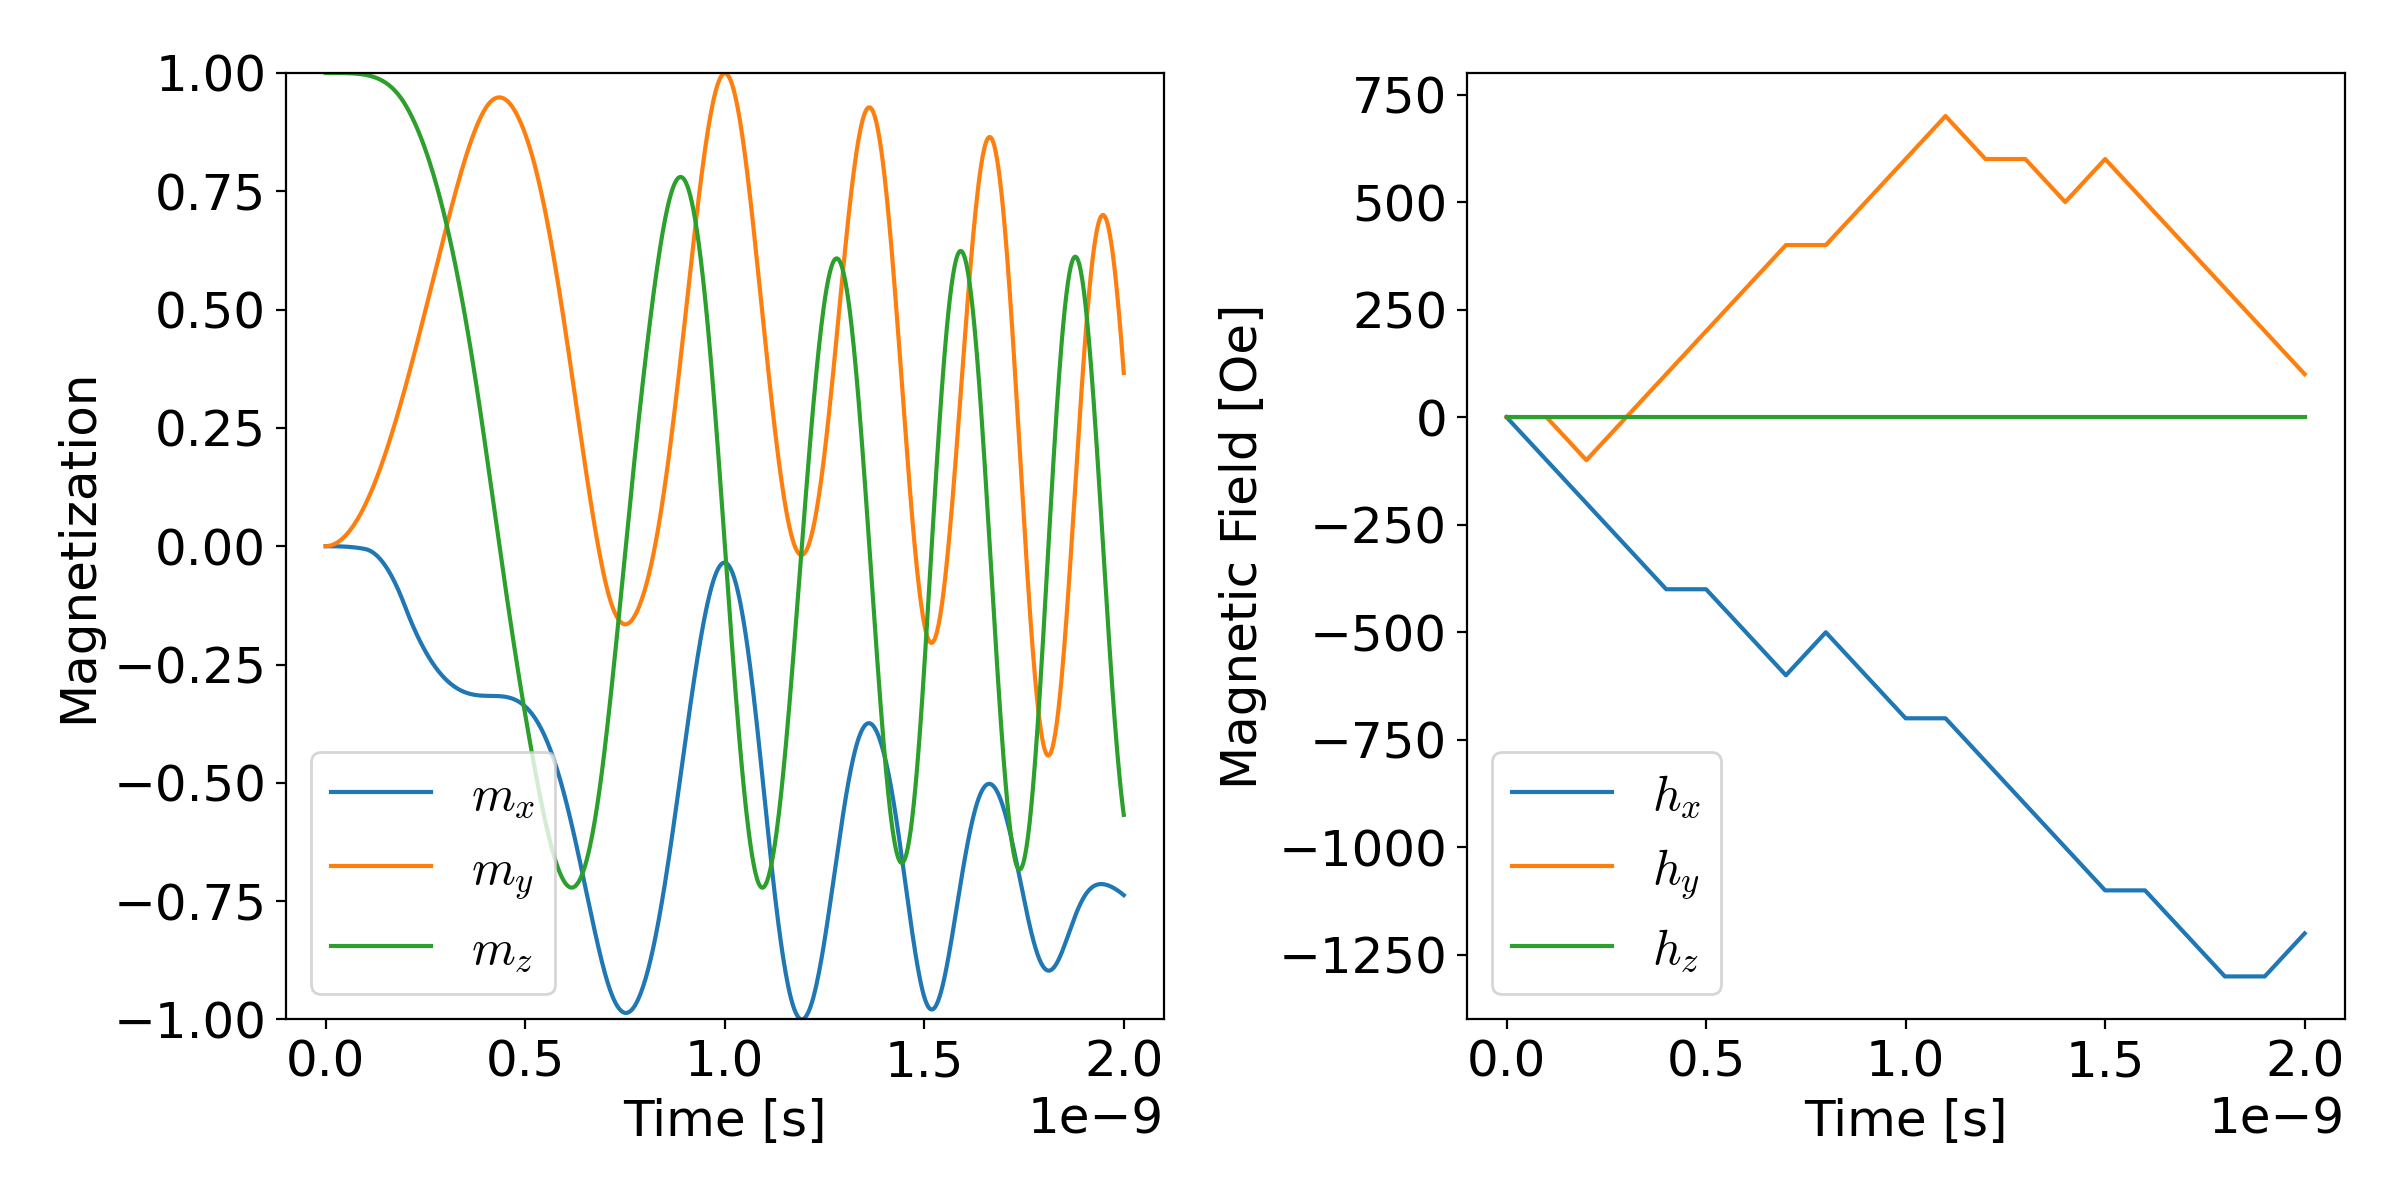 1.00
0.75
0.50
0.25
0.00
−0.25
−0.50
−0.75
−1.00
Magnetization
m_x
m_y
m_z
0.0 0.5 1.0 1.5 2.0
Time [s]
1e−9
750
500
250
0
−250
−500
−750
−1000
−1250
Magnetic Field [Oe]
h_x
h_y
h_z
0.0 0.5 1.0 1.5 2.0
Time [s]
1e−9